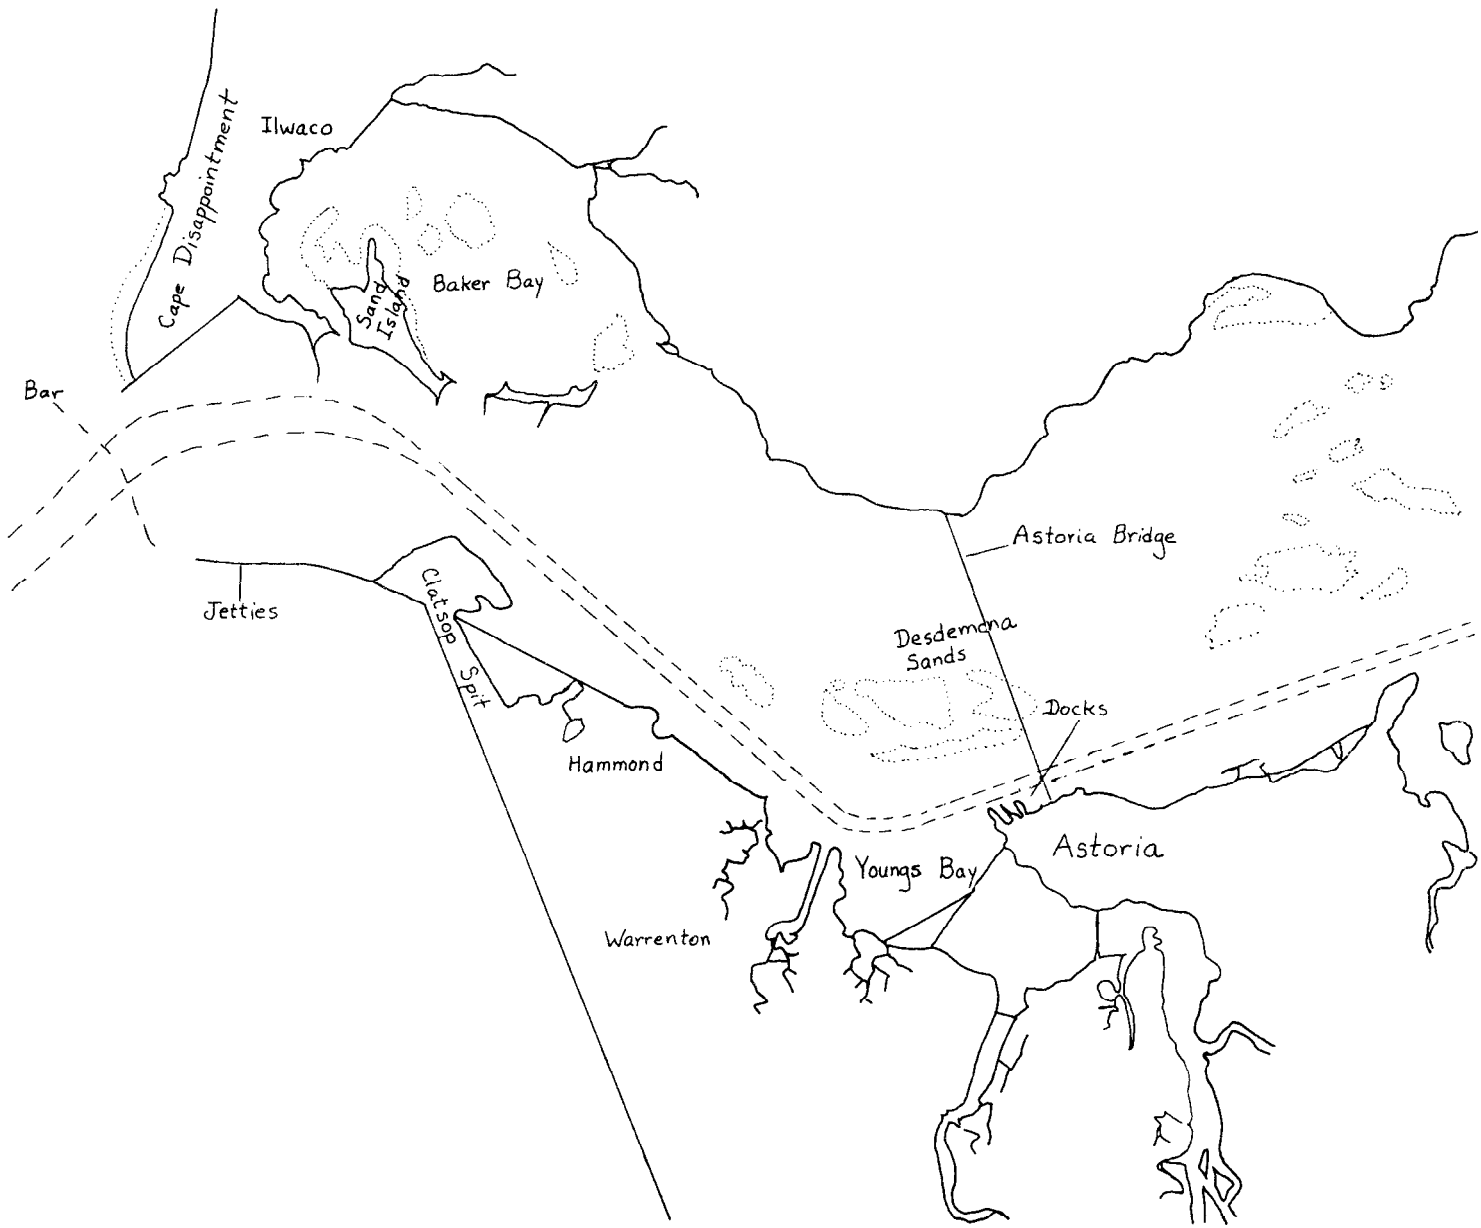 Ilwaco
Cape Disappointment
Baker Bay
Sand
Island
Bar
Astoria Bridge
Jetties
Clatsop Spit
Desdemona
Sands
Docks
Hammond
Astoria
Youngs Bay
Warrenton